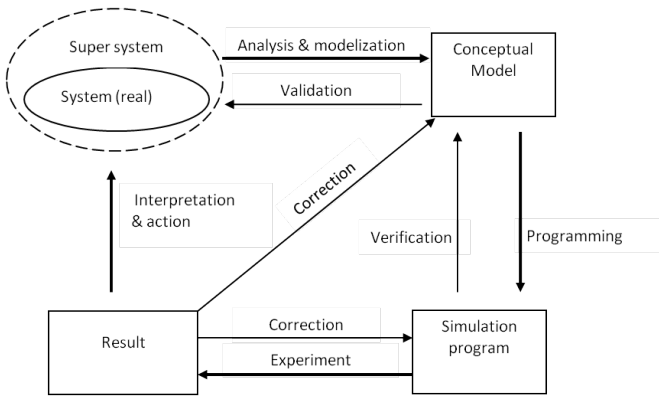 Super system
System (real)
Analysis & modelization
Validation
Conceptual
Model
Interpretation
& action
Correction
Verification
Programming
Result
Correction
Experiment
Simulation
program